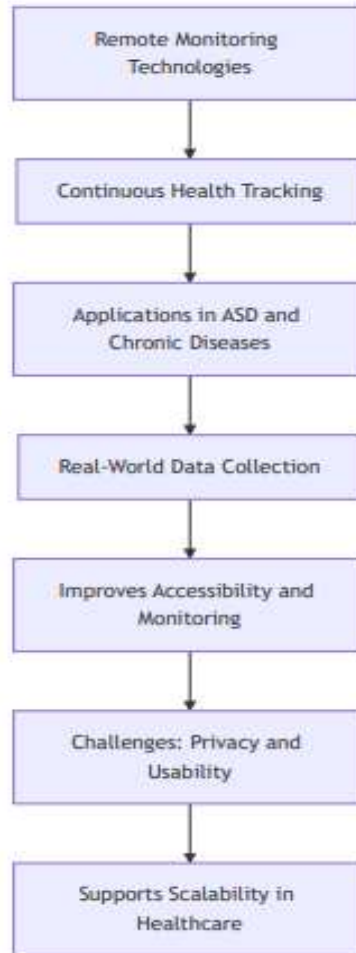 Remote Monitoring
Technologies
Continuous Health Tracking
Applications in ASD and
Chronic Diseases
Real-World Data Collection
Improves Accessibility and
Monitoring
Challenges: Privacy and
Usability
Supports Scalability in
Healthcare